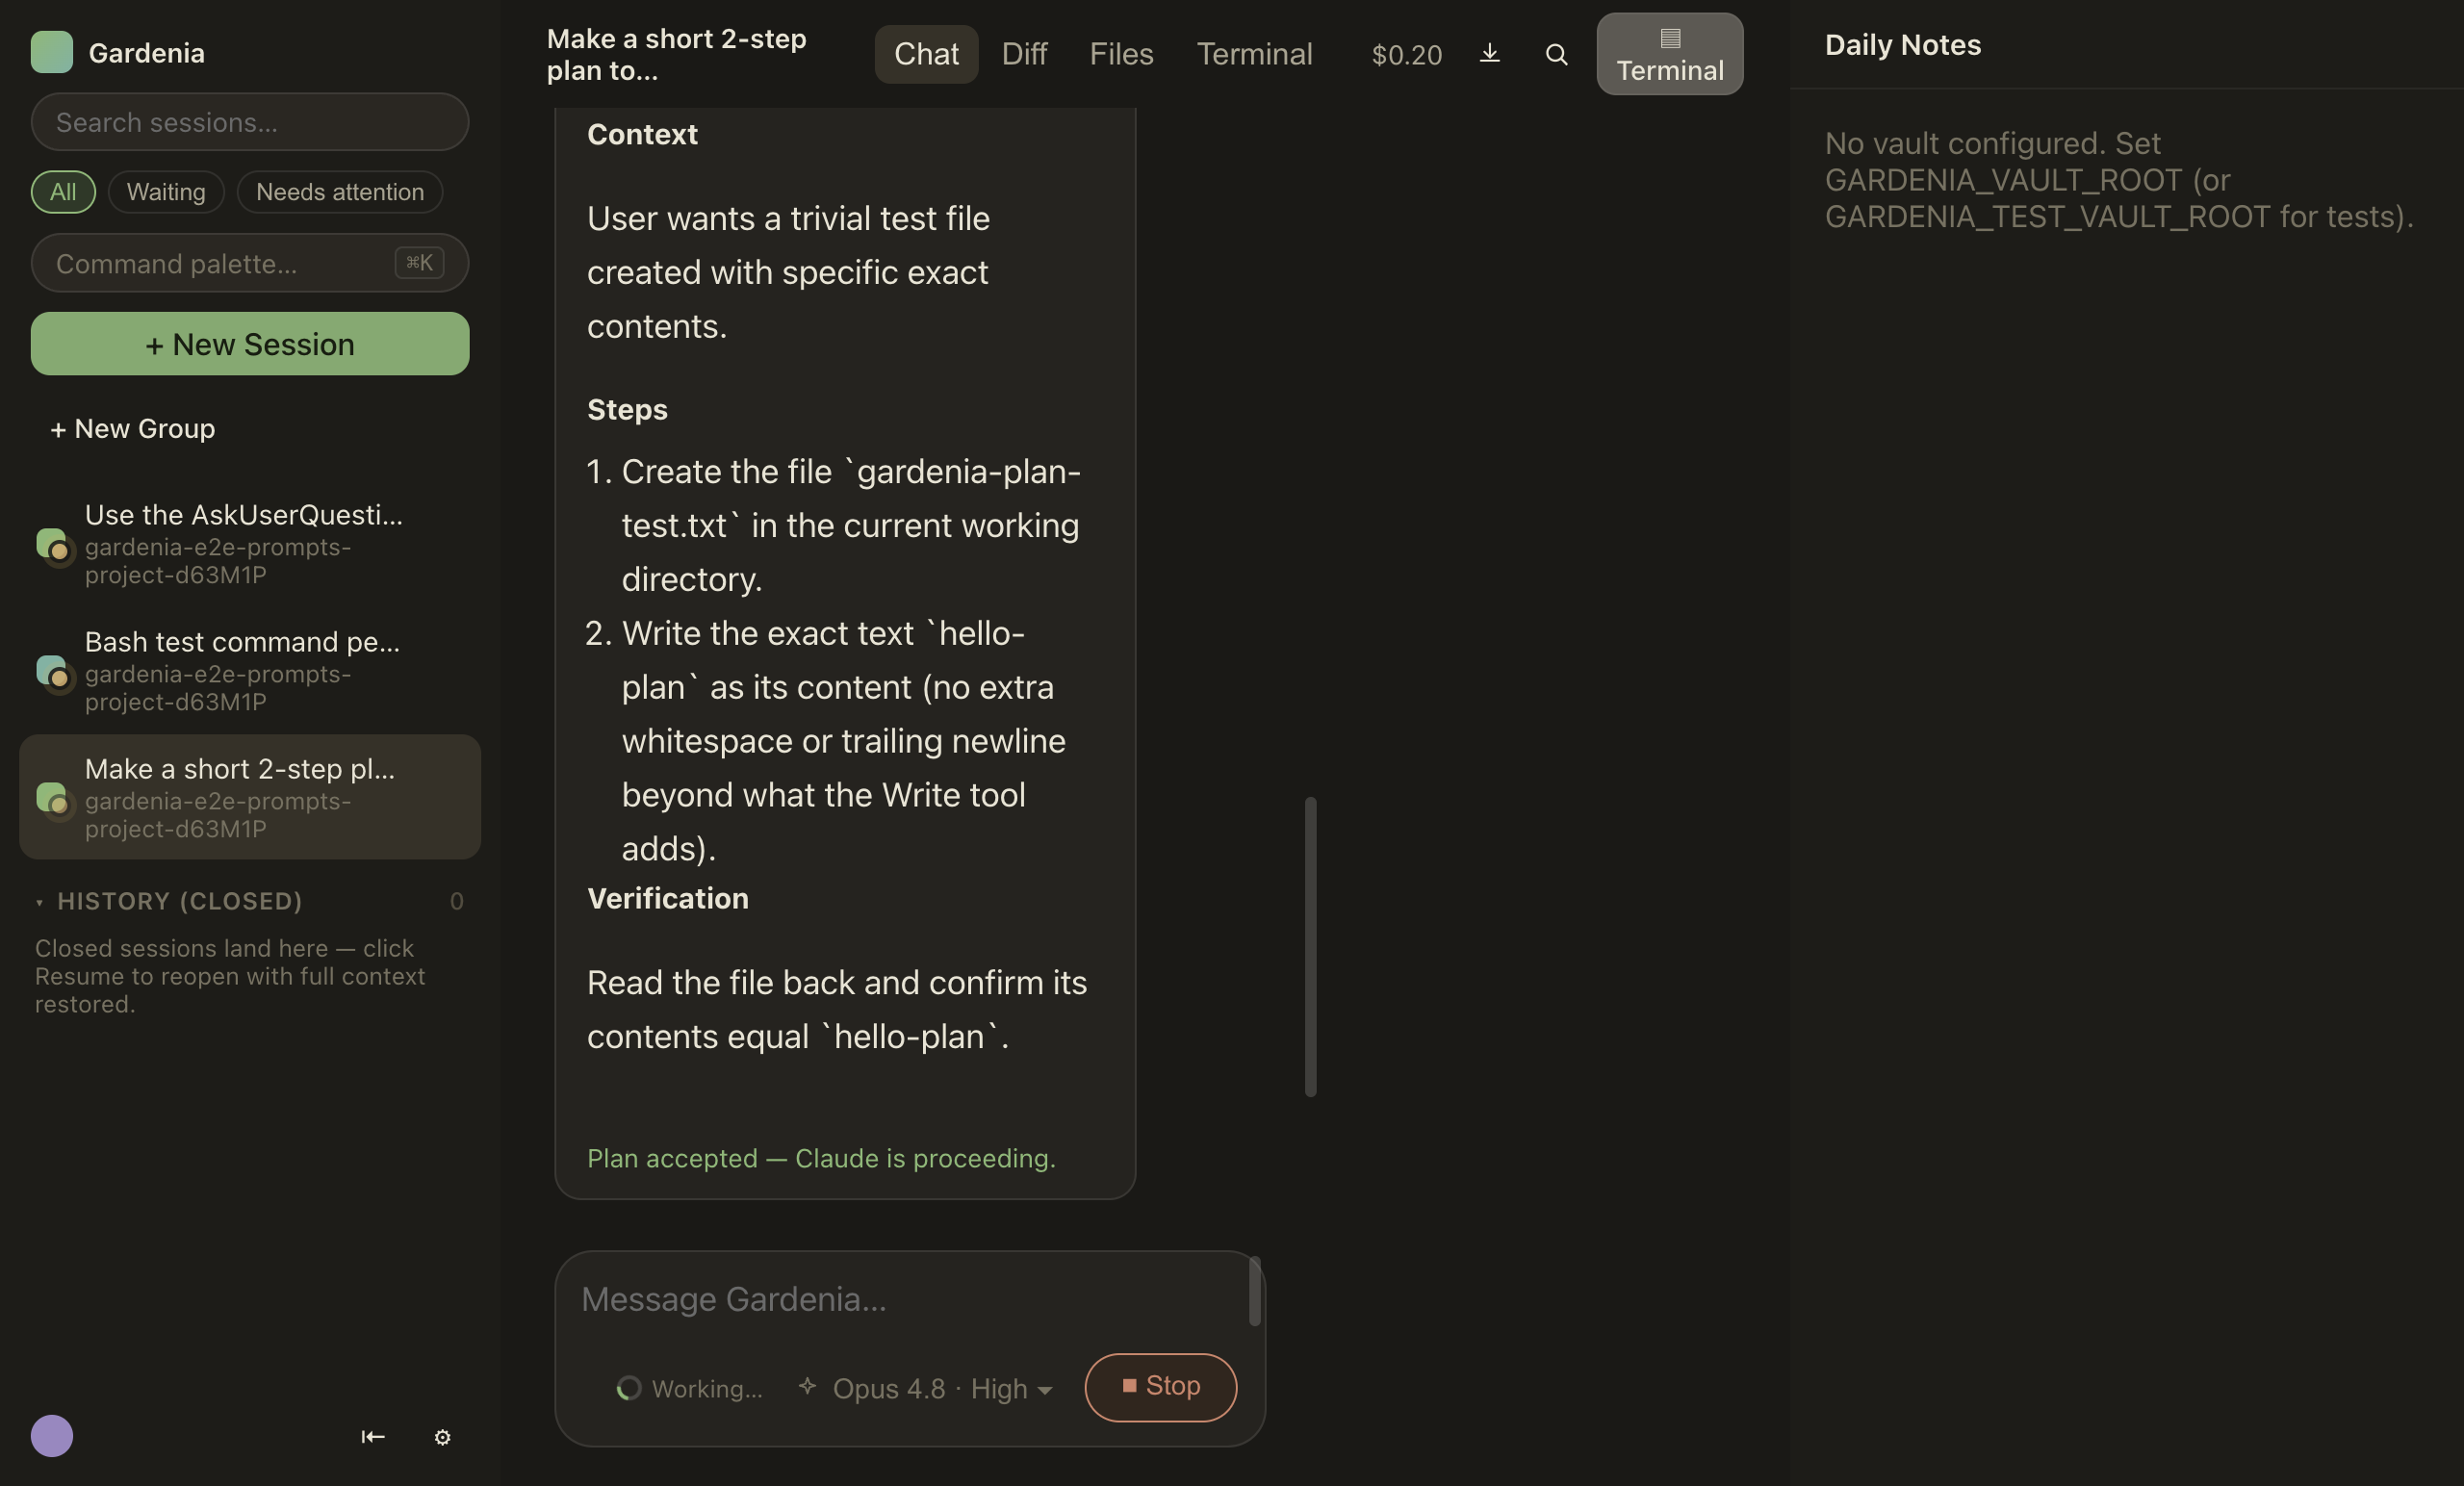 Gardenia
Search sessions...
All
Waiting
Needs attention
Command palette...
⌘K
+ New Session
+ New Group
Use the AskUserQuesti...
gardenia-e2e-prompts-
project-d63M1P
Bash test command pe...
gardenia-e2e-prompts-
project-d63M1P
Make a short 2-step pl...
gardenia-e2e-prompts-
project-d63M1P
HISTORY (CLOSED)
0
Closed sessions land here — click
Resume to reopen with full context
restored.
Make a short 2-step
plan to...
Chat
Diff
Files
Terminal
$0.20
Terminal
Context
User wants a trivial test file
created with specific exact
contents.
Steps
1. Create the file `gardenia-plan-
test.txt` in the current working
directory.
2. Write the exact text `hello-
plan` as its content (no extra
whitespace or trailing newline
beyond what the Write tool
adds).
Verification
Read the file back and confirm its
contents equal `hello-plan`.
Plan accepted — Claude is proceeding.
Message Gardenia...
Working...
Opus 4.8 · High
Stop
Daily Notes
No vault configured. Set
GARDENIA_VAULT_ROOT (or
GARDENIA_TEST_VAULT_ROOT for tests).